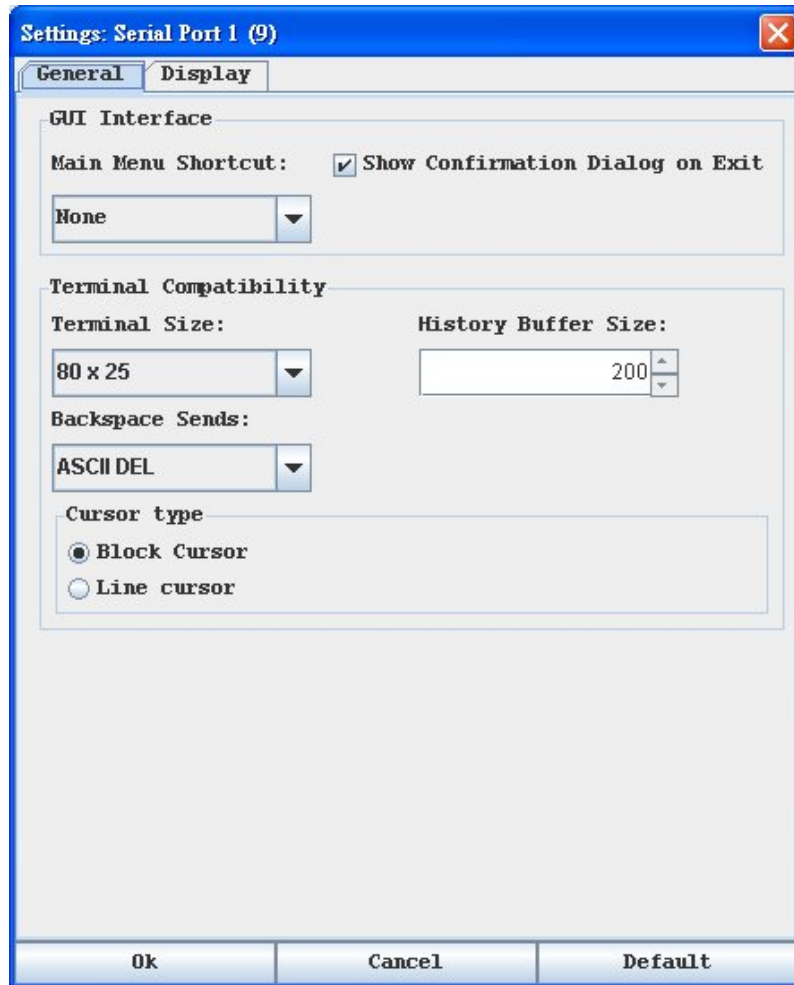 Settings: Serial Port 1 (9)
General Display
GUI Interface
Main Menu Shortcut: Show Confirmation Dialog on Exit
None
Terminal Compatibility
Terminal Size: History Buffer Size:
80 x 25 200
Backspace Sends:
ASCII DEL
Cursor type
Block Cursor
Line cursor
Ok Cancel Default